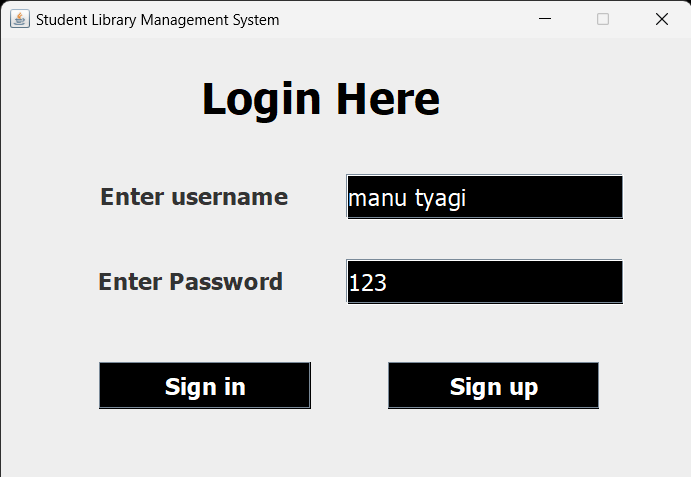 Student Library Management System
Login Here
Enter username manu tyagi
Enter Password 123
Sign in Sign up